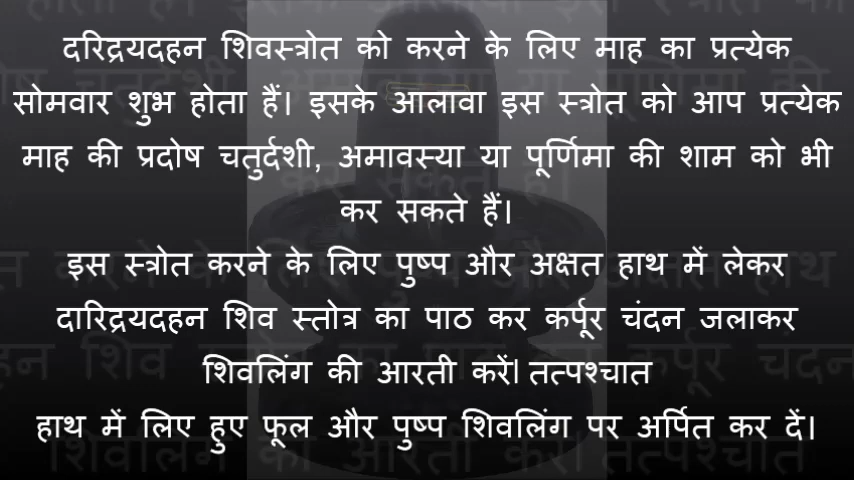 दरिद्रयदहन शिवस्त्रोत को करने के लिए माह का प्रत्येक
सोमवार शुभ होता हैं। इसके आलावा इस स्त्रोत को आप प्रत्येक
माह की प्रदोष चतुर्दशी, अमावस्या या पूर्णिमा की शाम को भी
कर सकते हैं।
इस स्त्रोत करने के लिए पुष्प और अक्षत हाथ में लेकर
दारिद्रयदहन शिव स्तोत्र का पाठ कर कर्पूर चंदन जलाकर
शिवलिंग की आरती करें। तत्पश्चात
हाथ में लिए हुए फूल और पुष्प शिवलिंग पर अर्पित कर दें।